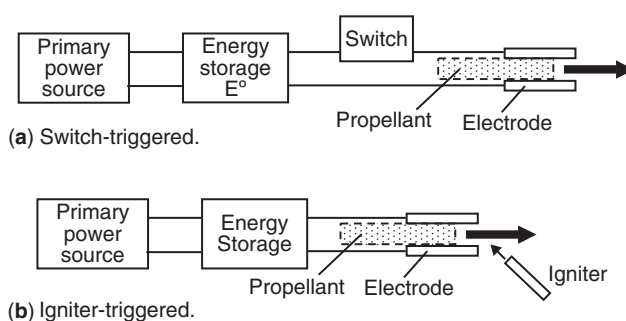 Primary
power
source
Energy
storage
E°
Switch
Propellant
Electrode
(a) Switch-triggered.
Primary
power
source
Energy
Storage
Propellant
Electrode
Igniter
(b) Igniter-triggered.